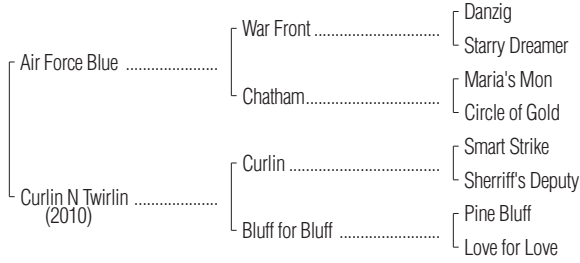 Danzig
War Front
Starry Dreamer
Air Force Blue
Maria's Mon
Chatham
Circle of Gold
Smart Strike
Curlin
Sherriff's Deputy
Curlin N Twirlin
(2010)
Pine Bluff
Bluff for Bluff
Love for Love